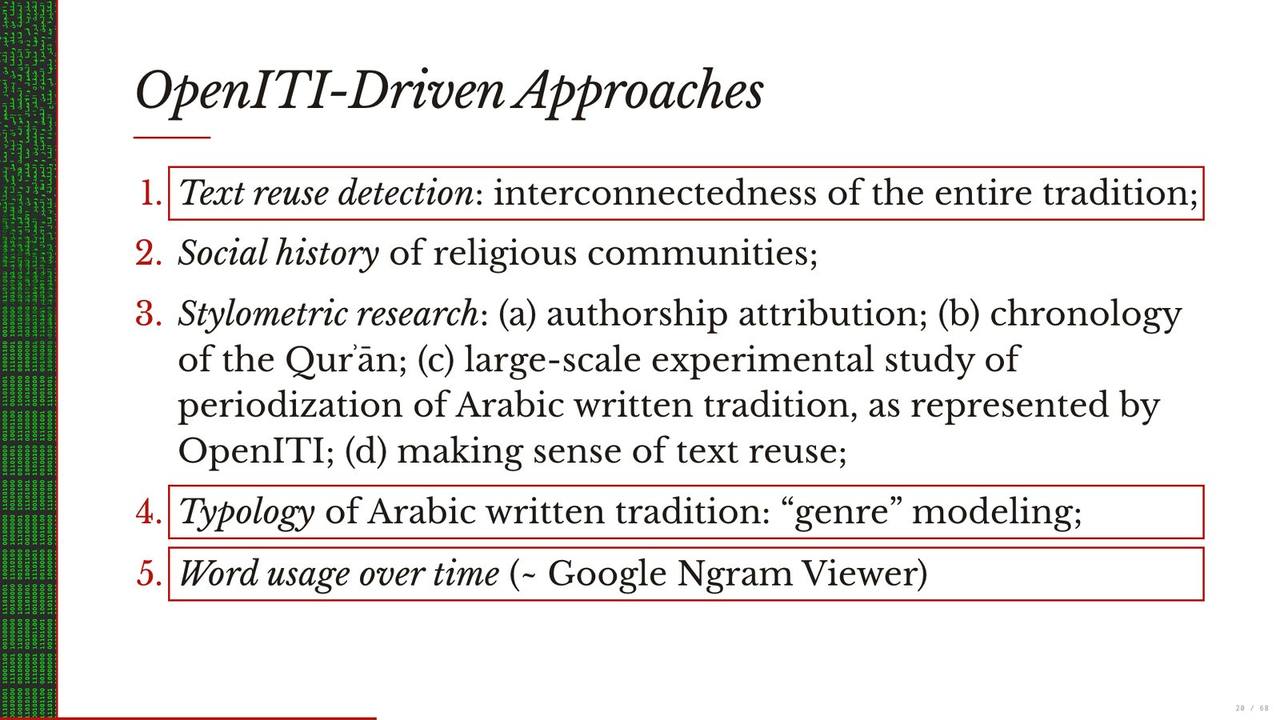 OpenITI-Driven Approaches
1. Text reuse detection: interconnectedness of the entire tradition;
2. Social history of religious communities;
3. Stylometric research: (a) authorship attribution; (b) chronology
of the Qurʾān; (c) large-scale experimental study of
periodization of Arabic written tradition, as represented by
OpenITI; (d) making sense of text reuse;
4. Typology of Arabic written tradition: “genre” modeling;
5. Word usage over time (~ Google Ngram Viewer)
20 / 68